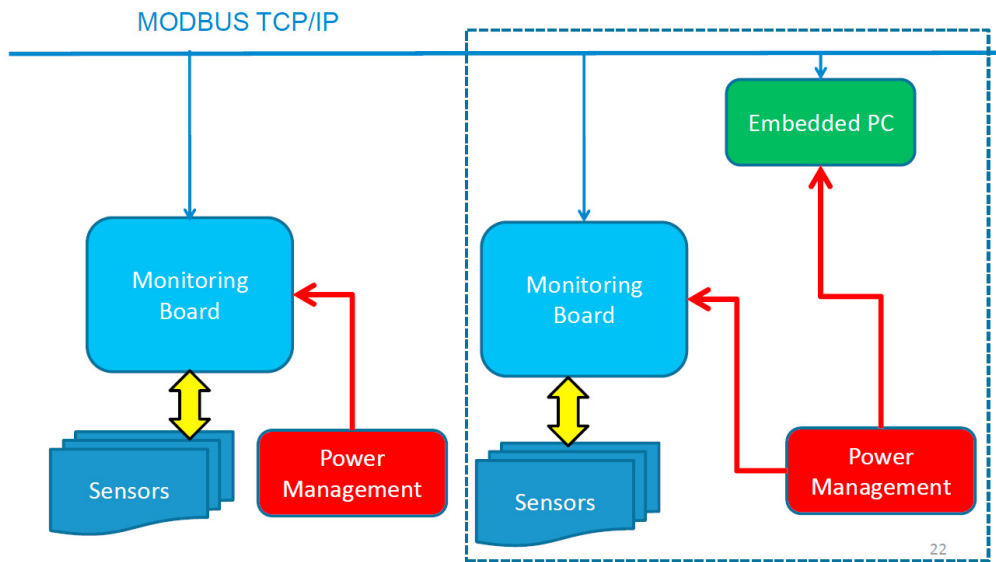 MODBUS TCP/IP
Embedded PC
Monitoring
Board
Monitoring
Board
Sensors
Power
Management
Sensors
Power
Management
22